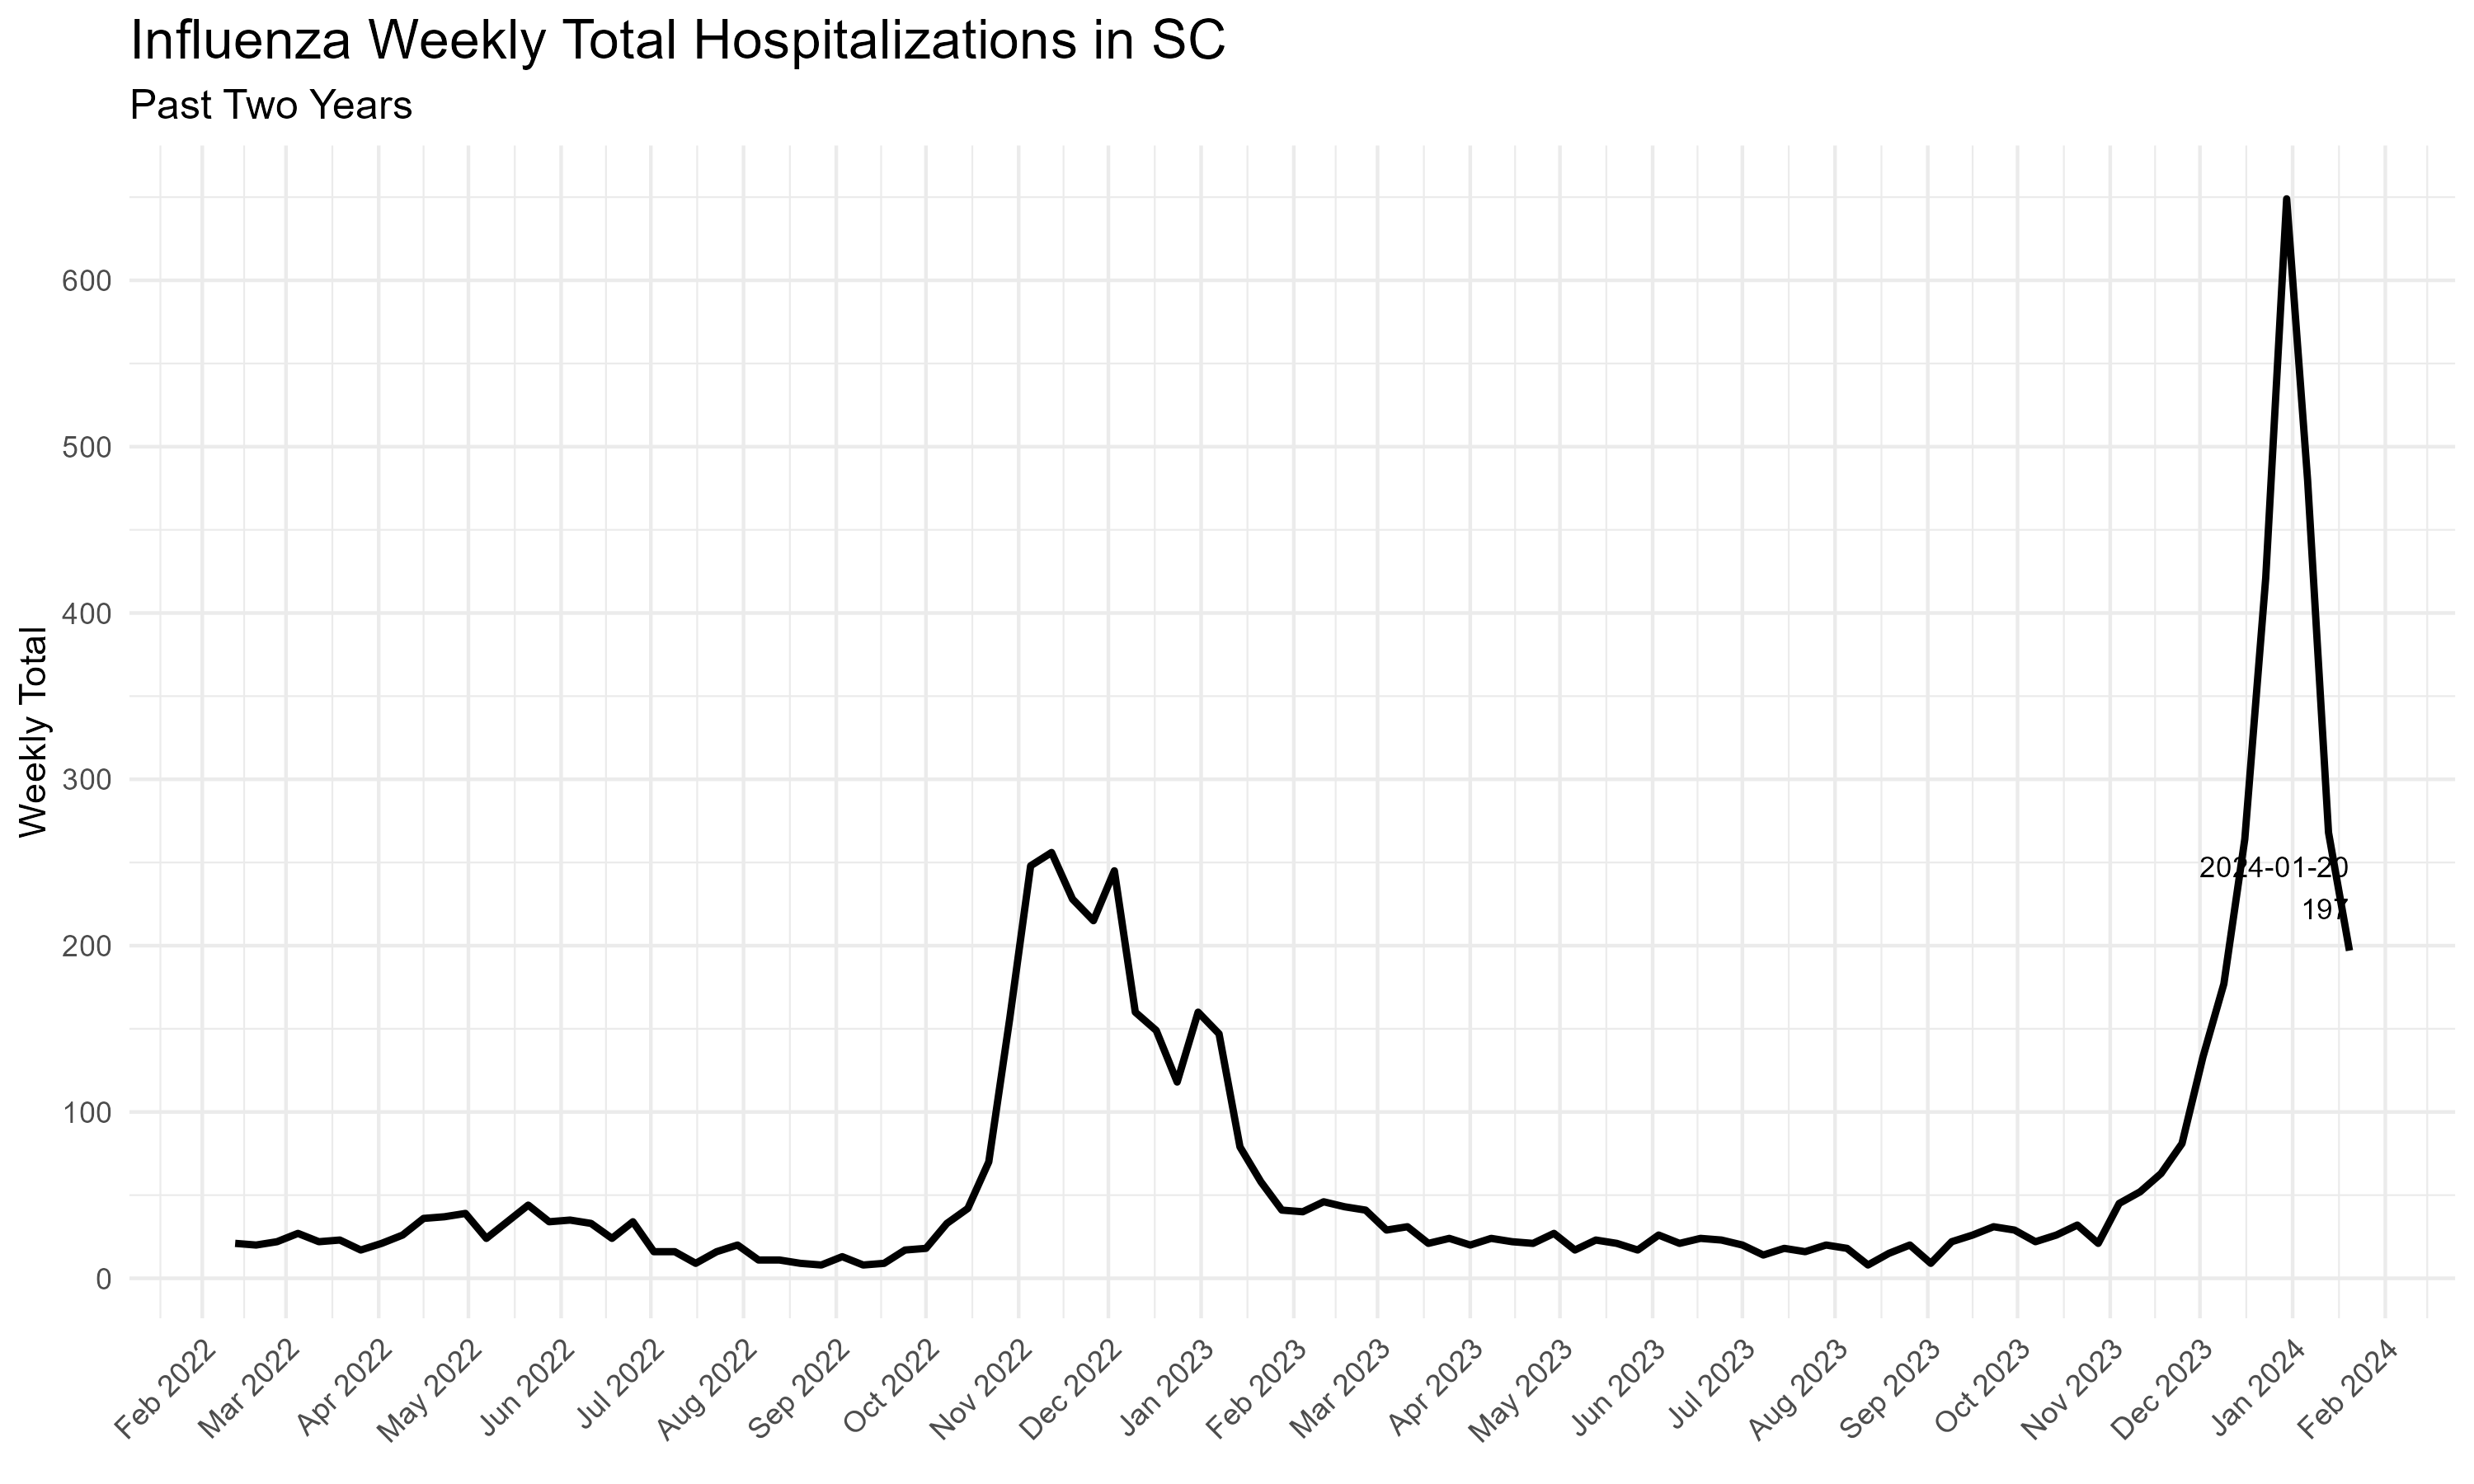 Influenza Weekly Total Hospitalizations in SC
Past Two Years
Weekly Total
600
500
400
300
200
100
0
2024-01-20
197
Feb 2022
Mar 2022
Apr 2022
May 2022
Jun 2022
Jul 2022
Aug 2022
Sep 2022
Oct 2022
Nov 2022
Dec 2022
Jan 2023
Feb 2023
Mar 2023
Apr 2023
May 2023
Jun 2023
Jul 2023
Aug 2023
Sep 2023
Oct 2023
Nov 2023
Dec 2023
Jan 2024
Feb 2024